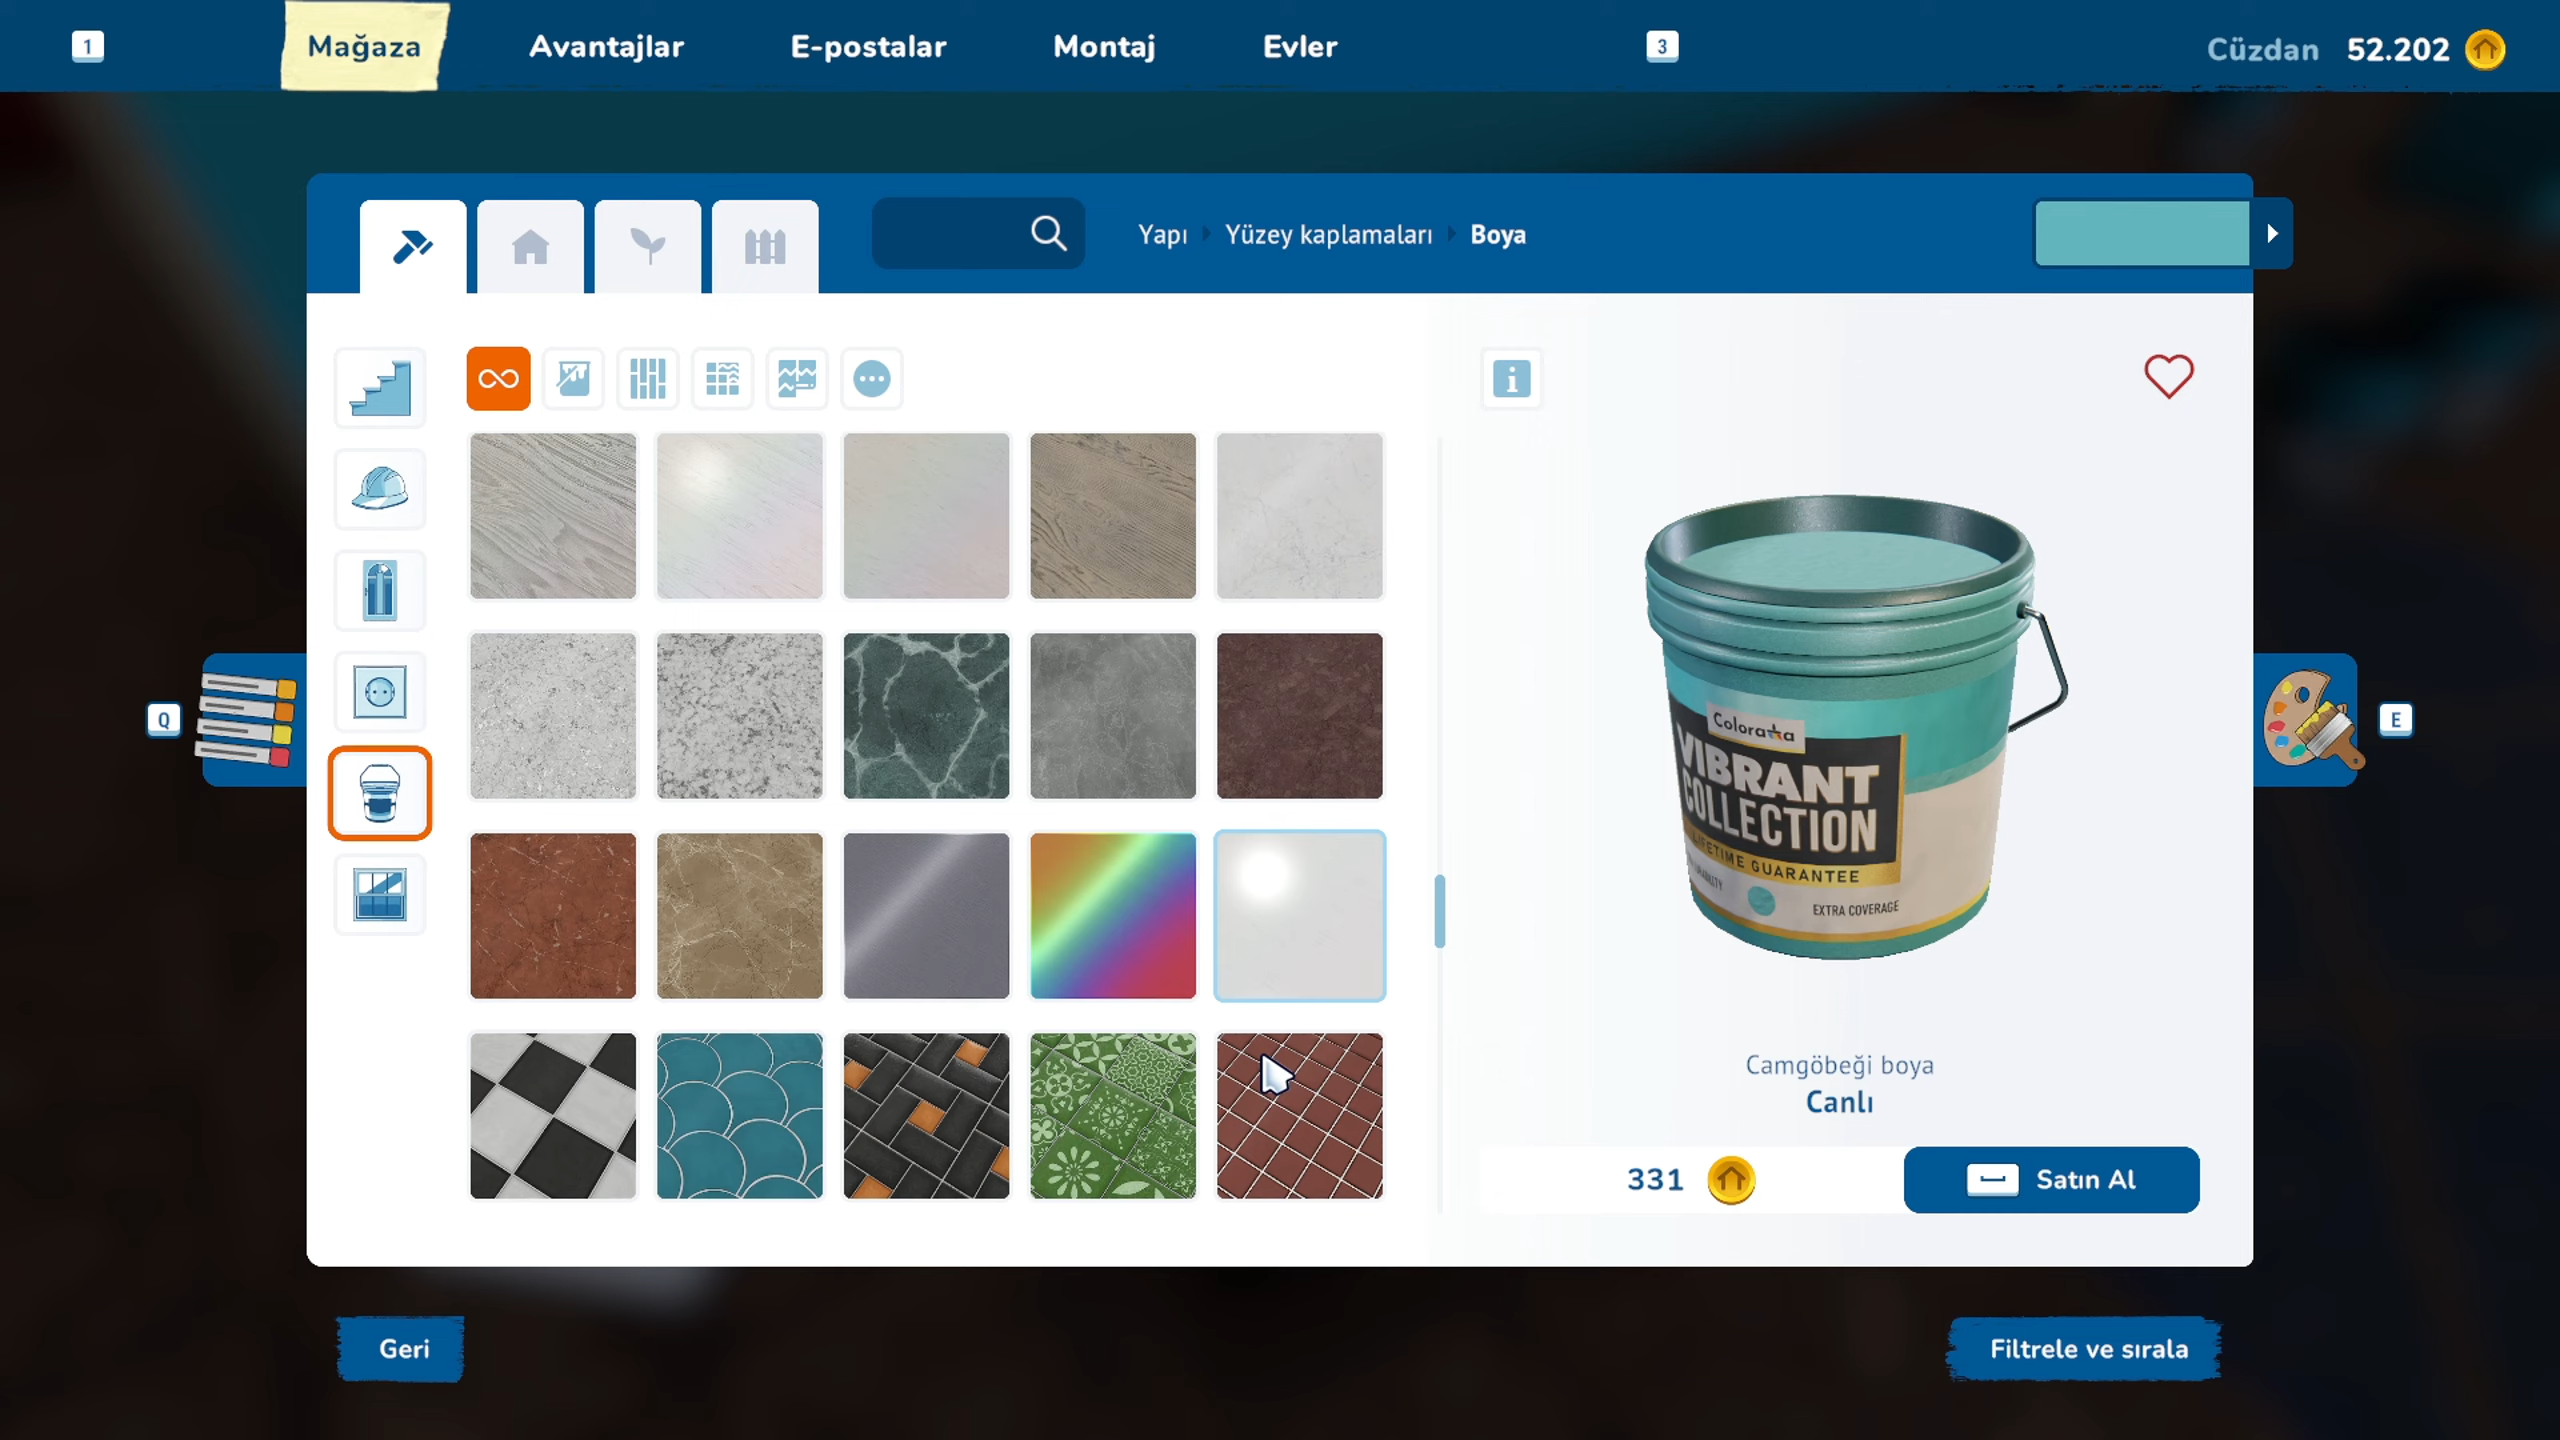 1
Mağaza
Avantajlar
E-postalar
Montaj
Evler
3
Cüzdan 52.202
Yapı
Yüzey kaplamaları
Boya
Q
E
Coloratta
VIBRANT
COLLECTION
LIFETIME GUARANTEE
EXTRA COVERAGE
Camgöbeği boya
Canlı
331
Satın Al
Geri
Filtrele ve sırala